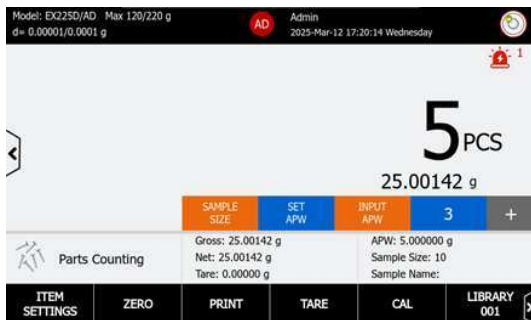 Model: EX225D/AD Max 120/220 g
d= 0.00001/0.0001 g
AD
Admin
2025-Mar-12 17:20:14 Wednesday
1
5 PCS
25.00142 g
SAMPLE SIZE
SET APW
INPUT APW
3
+
Parts Counting
Gross: 25.00142 g
Net: 25.00142 g
Tare: 0.00000 g
APW: 5.000000 g
Sample Size: 10
Sample Name:
ITEM SETTINGS
ZERO
PRINT
TARE
CAL
LIBRARY 001